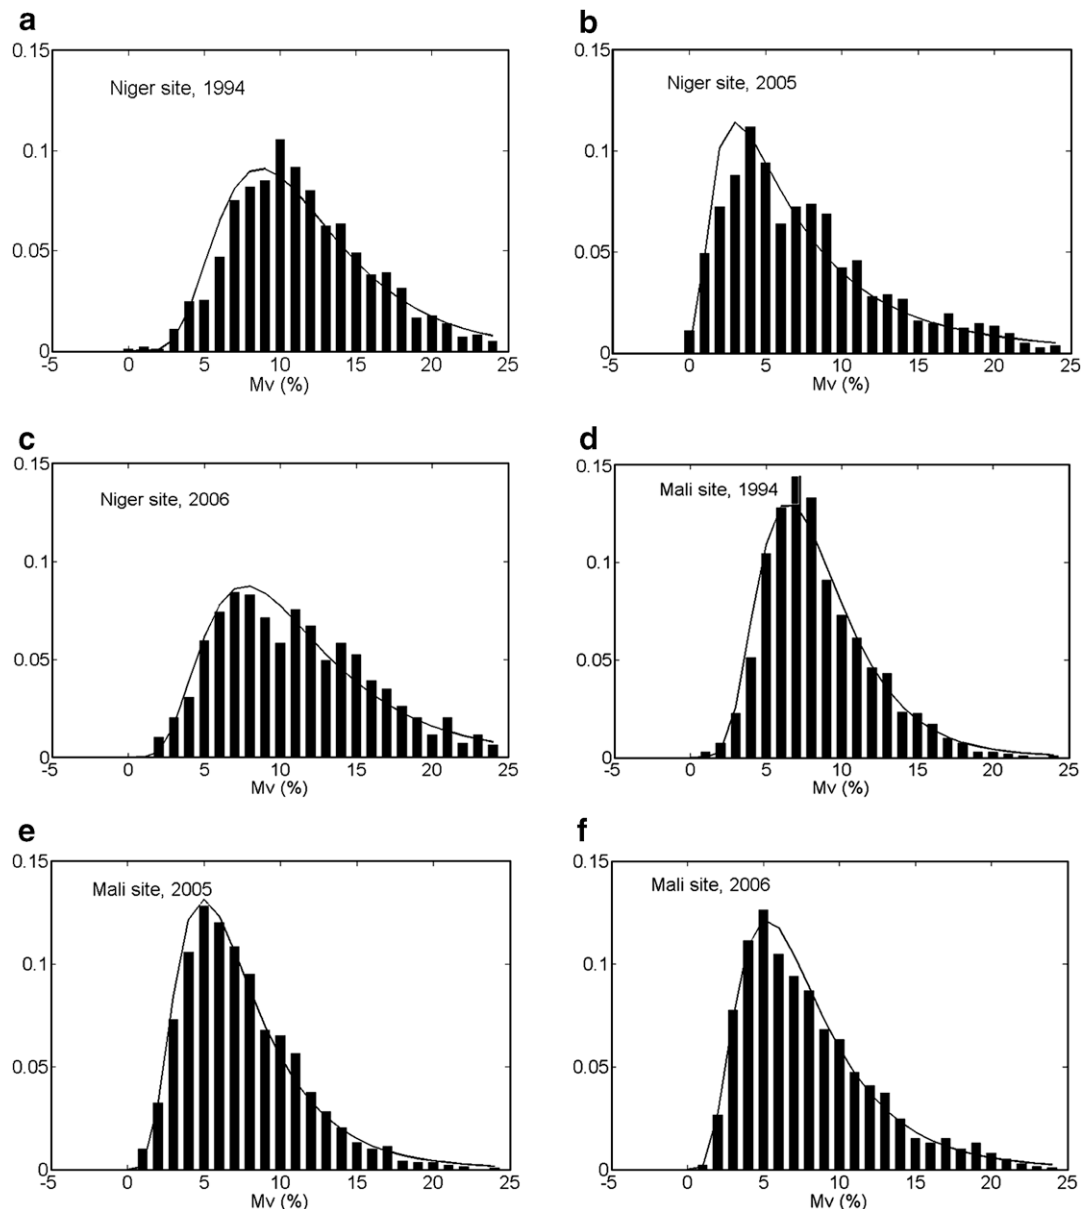 a
0.15
Niger site, 1994
0.1
0.05
0
-5 0 5 10 15 20 25
Mv (%)
b
0.15
Niger site, 2005
0.1
0.05
0
-5 0 5 10 15 20 25
Mv (%)
c
0.15
Niger site, 2006
0.1
0.05
0
-5 0 5 10 15 20 25
Mv (%)
d
0.15
Mali site, 1994
0.1
0.05
0
-5 0 5 10 15 20 25
Mv (%)
e
0.15
Mali site, 2005
0.1
0.05
0
-5 0 5 10 15 20 25
Mv (%)
f
0.15
Mali site, 2006
0.1
0.05
0
-5 0 5 10 15 20 25
Mv (%)